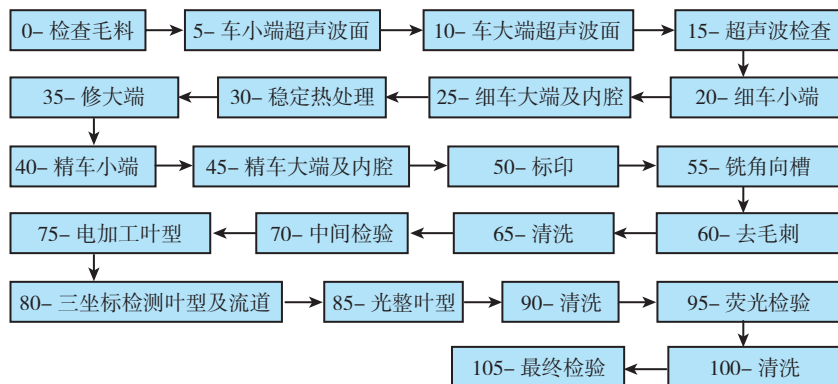 0– 检查毛料
5– 车小端超声波面
10– 车大端超声波面
15– 超声波检查
20– 细车小端
25– 细车大端及内腔
30– 稳定热处理
35– 修大端
40– 精车小端
45– 精车大端及内腔
50– 标印
55– 铣角向槽
60– 去毛刺
65– 清洗
70– 中间检验
75– 电加工叶型
80– 三坐标检测叶型及流道
85– 光整叶型
90– 清洗
95– 荧光检验
100– 清洗
105– 最终检验